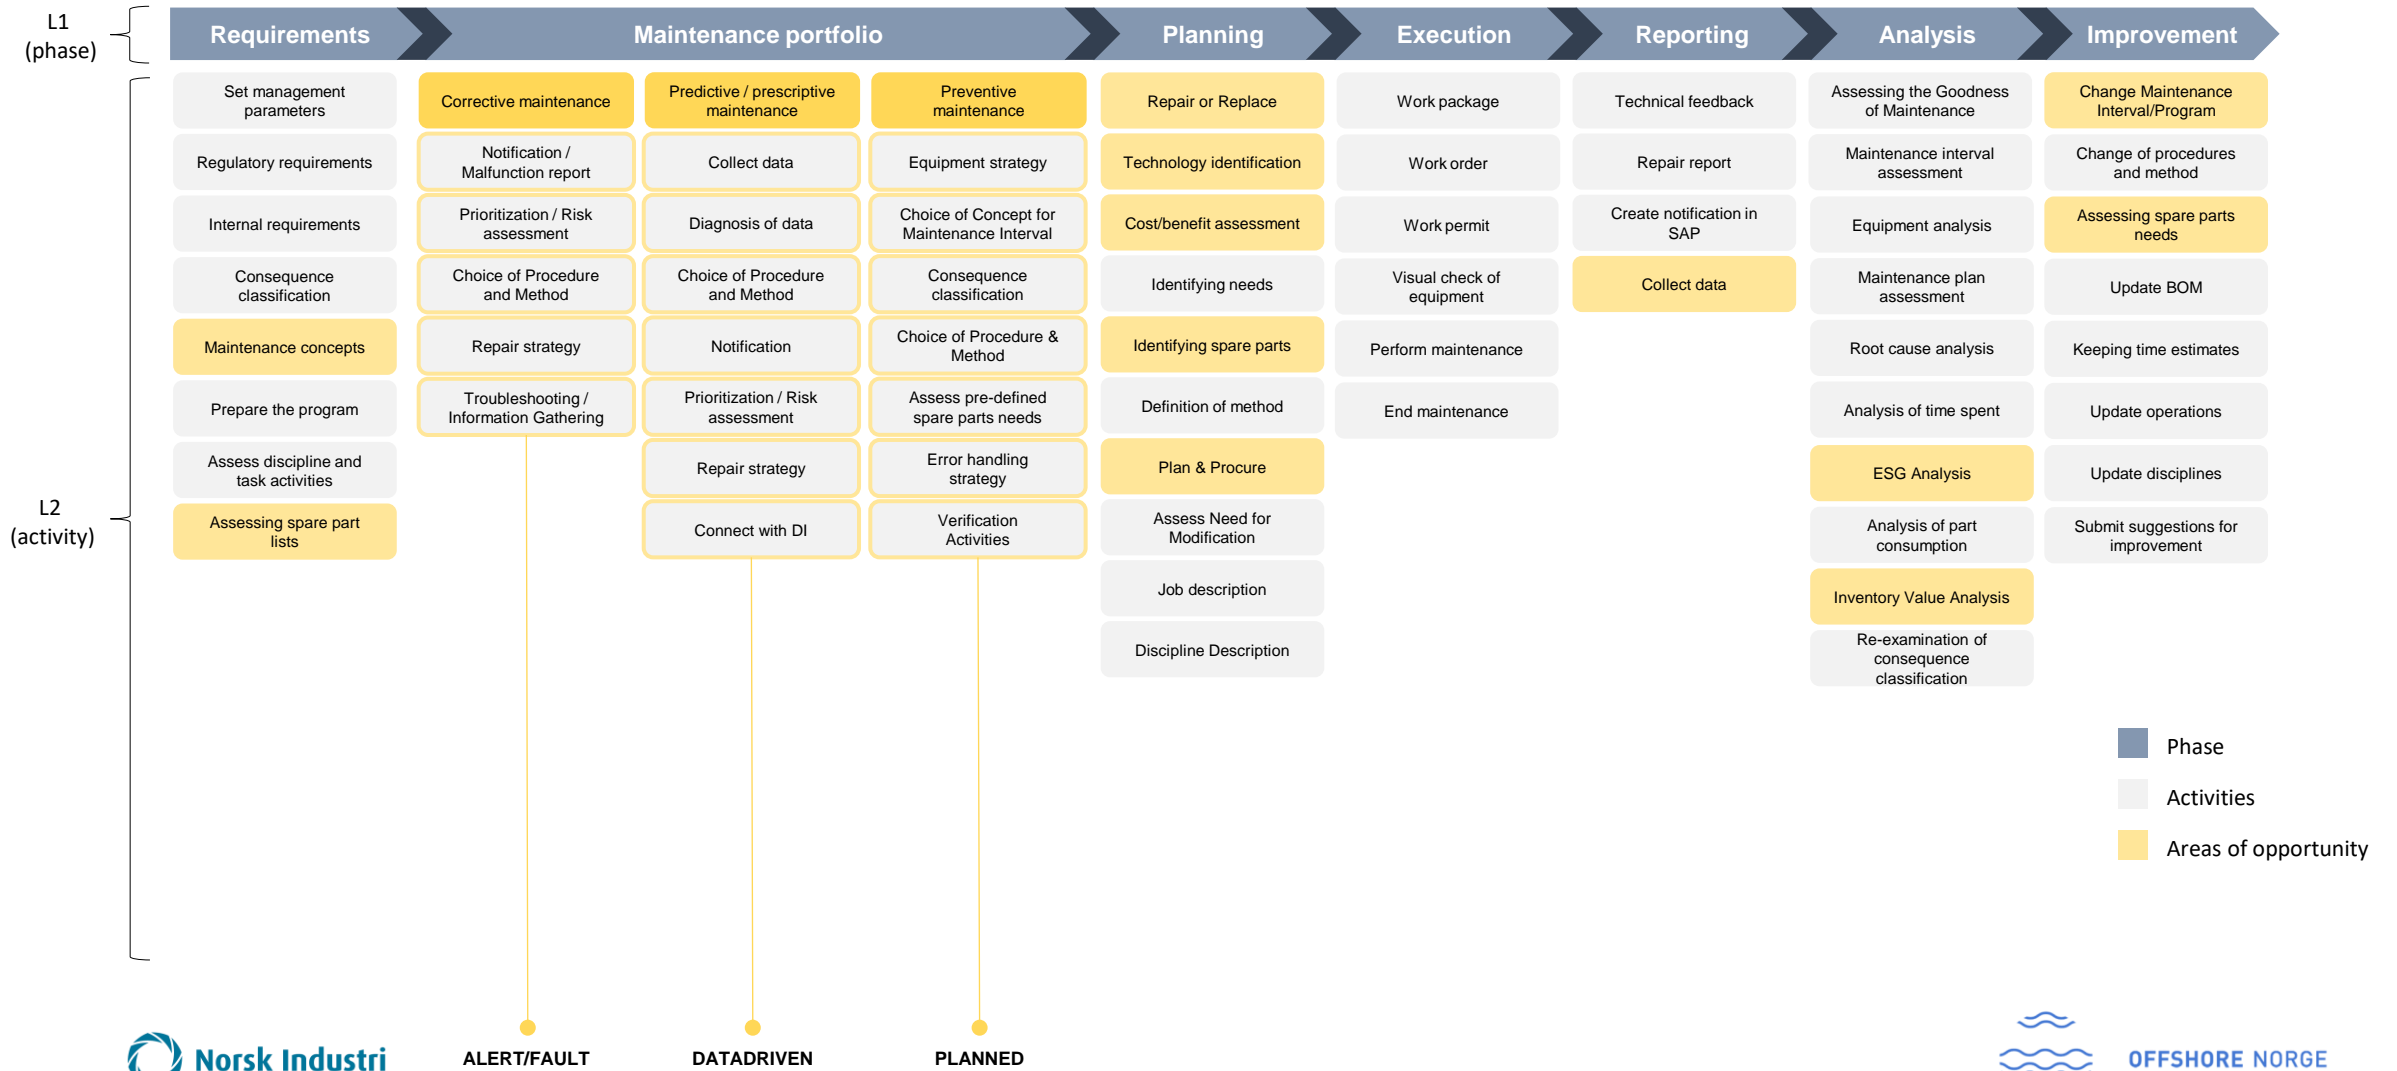 L1
(phase)
Requirements
Maintenance portfolio
Planning
Execution
Reporting
Analysis
Improvement
L2
(activity)
Set management
parameters
Regulatory requirements
Internal requirements
Consequence
classification
Maintenance concepts
Prepare the program
Assess discipline and
task activities
Assessing spare part
lists
Corrective maintenance
Notification /
Malfunction report
Prioritization / Risk
assessment
Choice of Procedure
and Method
Repair strategy
Troubleshooting /
Information Gathering
Predictive / prescriptive
maintenance
Collect data
Diagnosis of data
Choice of Procedure
and Method
Notification
Prioritization / Risk
assessment
Repair strategy
Connect with DI
Preventive
maintenance
Equipment strategy
Choice of Concept for
Maintenance Interval
Consequence
classification
Choice of Procedure &
Method
Assess pre-defined
spare parts needs
Error handling
strategy
Verification
Activities
Repair or Replace
Technology identification
Cost/benefit assessment
Identifying needs
Identifying spare parts
Definition of method
Plan & Procure
Assess Need for
Modification
Job description
Discipline Description
Work package
Work order
Work permit
Visual check of
equipment
Perform maintenance
End maintenance
Technical feedback
Repair report
Create notification in
SAP
Collect data
Assessing the Goodness
of Maintenance
Maintenance interval
assessment
Equipment analysis
Maintenance plan
assessment
Root cause analysis
Analysis of time spent
ESG Analysis
Analysis of part
consumption
Inventory Value Analysis
Re-examination of
consequence
classification
Change Maintenance
Interval/Program
Change of procedures
and method
Assessing spare parts
needs
Update BOM
Keeping time estimates
Update operations
Update disciplines
Submit suggestions for
improvement
Phase
Activities
Areas of opportunity
Norsk Industri
ALERT/FAULT
DATADRIVEN
PLANNED
OFFSHORE NORGE